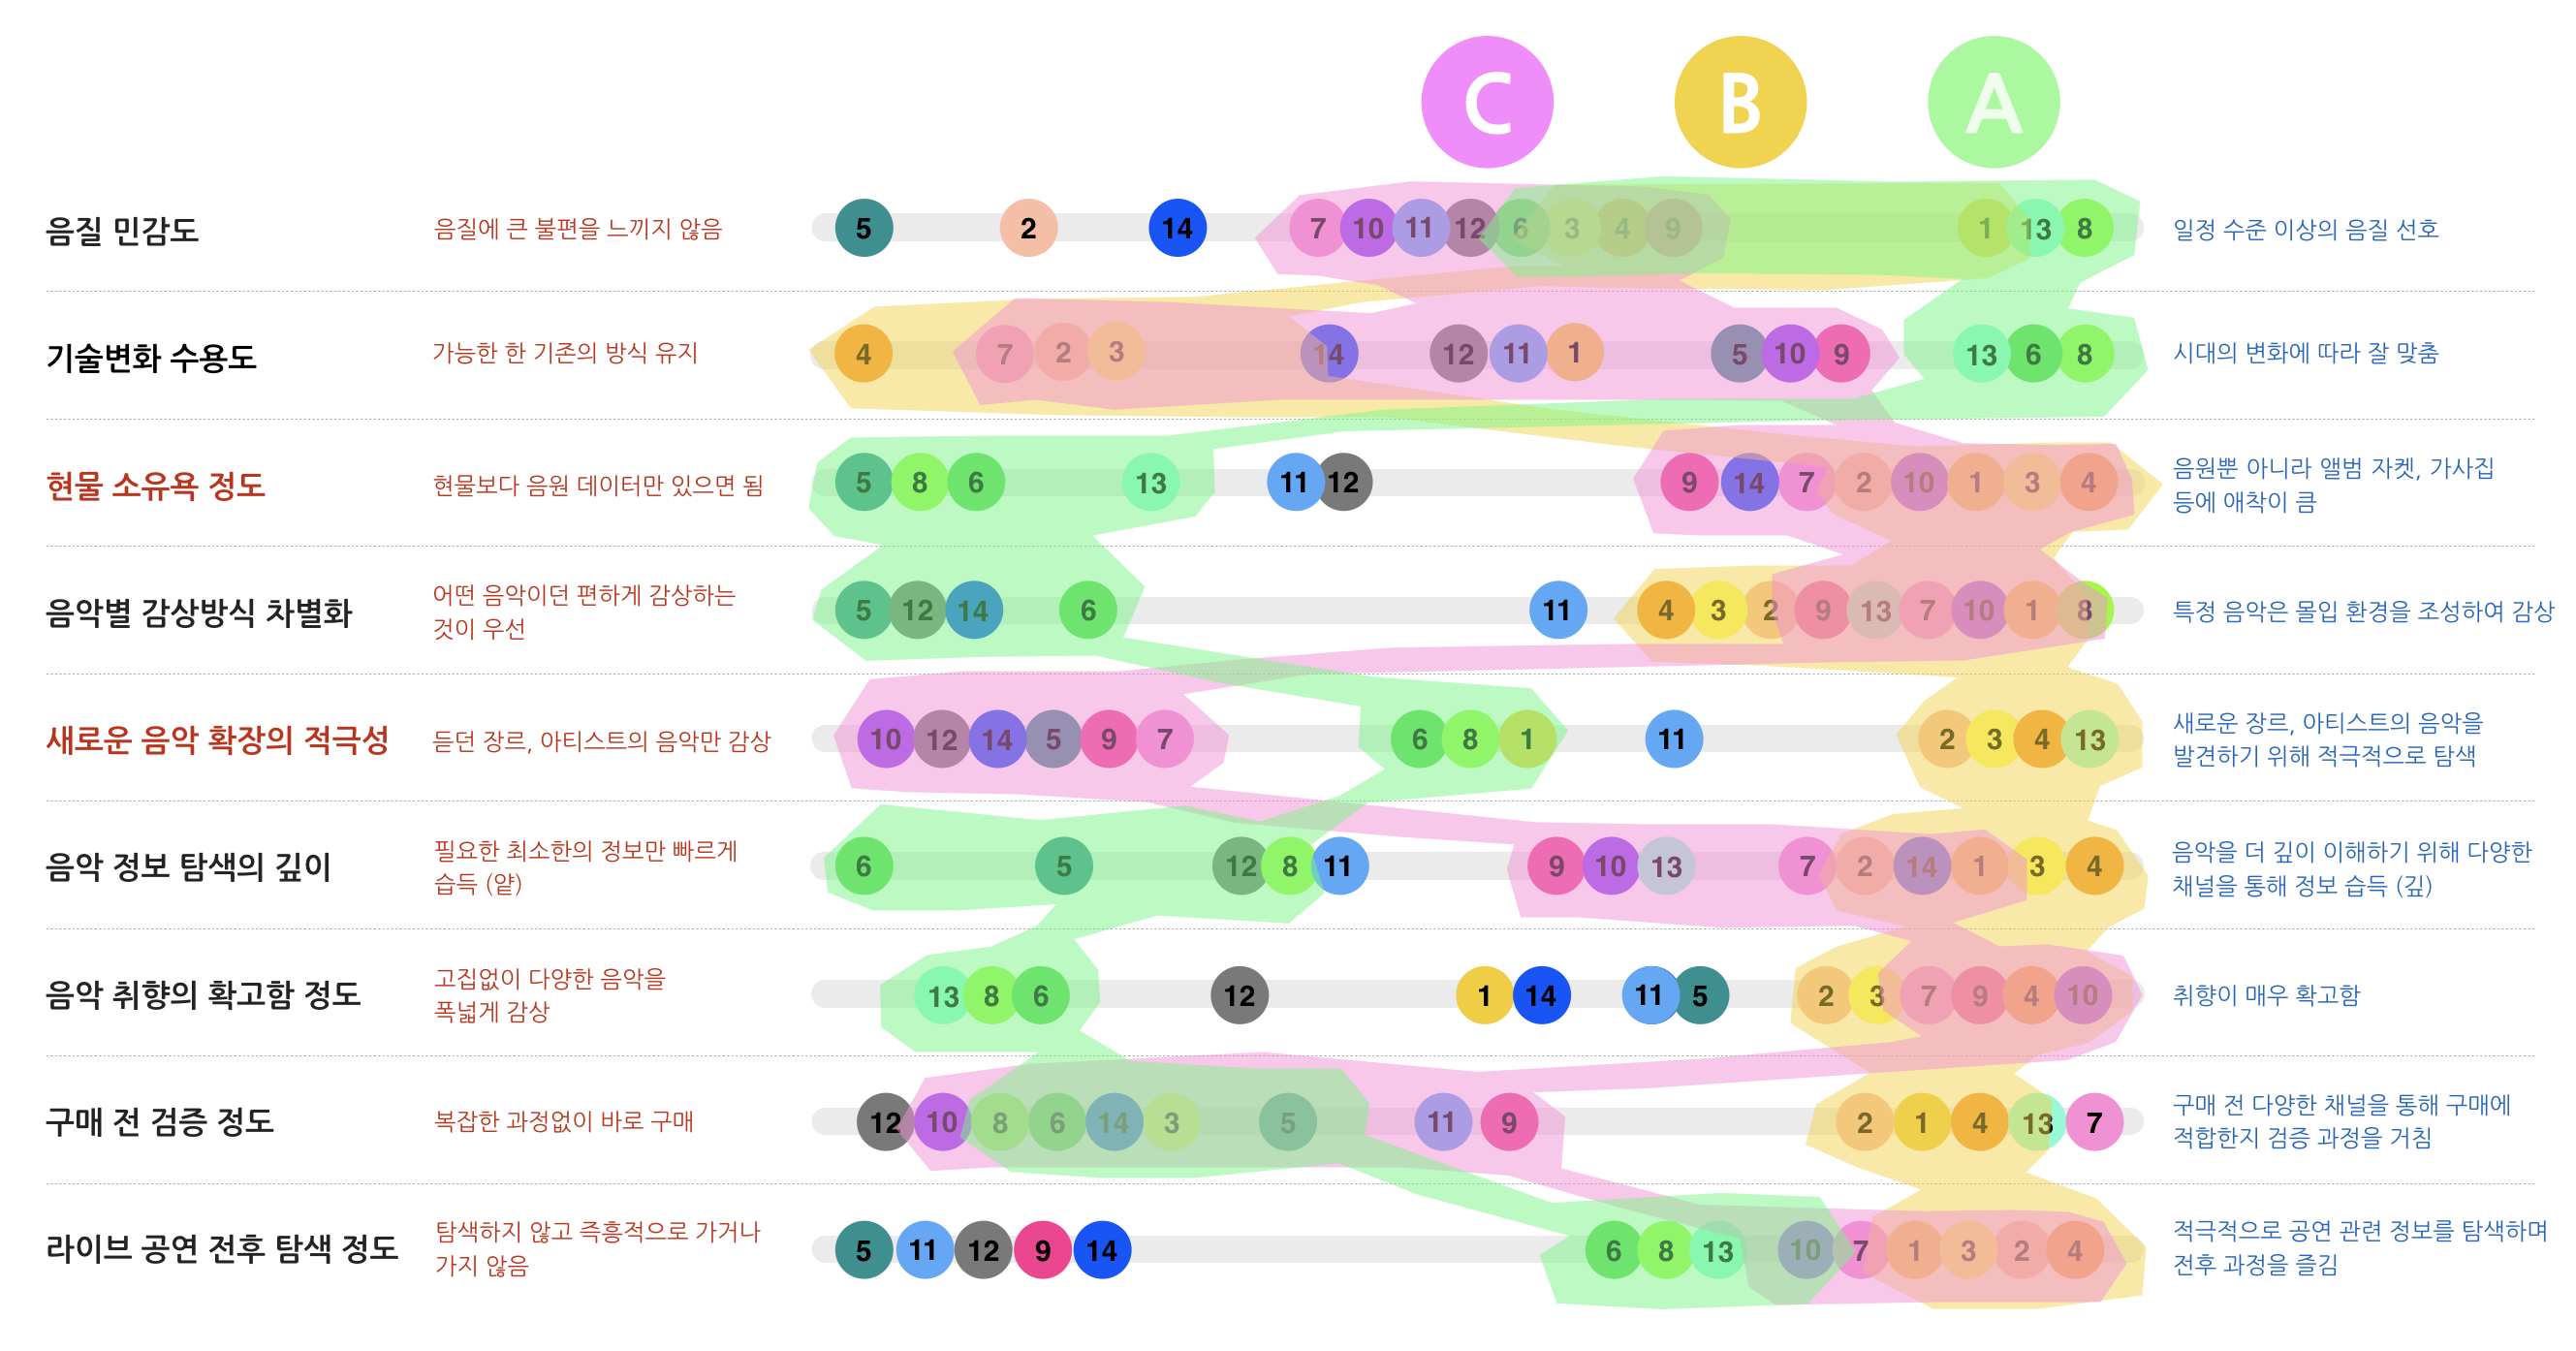 C B A
음질 민감도
음질에 큰 불편을 느끼지 않음
5 2 14 7 10 11 12 6 3 4 9 1 13 8
일정 수준 이상의 음질 선호
기술변화 수용도
가능한 한 기존의 방식 유지
4 7 2 3 14 12 11 1 5 10 9 13 6 8
시대의 변화에 따라 잘 맞춤
현물 소유욕 정도
현물보다 음원 데이터만 있으면 됨
5 8 6 13 11 12 9 14 7 2 10 1 3 4
음원뿐 아니라 앨범 자켓, 가사집
등에 애착이 큼
음악별 감상방식 차별화
어떤 음악이던 편하게 감상하는
것이 우선
5 12 14 6 11 4 3 2 9 13 7 10 1 8
특정 음악은 몰입 환경을 조성하여 감상
새로운 음악 확장의 적극성
듣던 장르, 아티스트의 음악만 감상
10 12 14 5 9 7 6 8 1 11 2 3 4 13
새로운 장르, 아티스트의 음악을
발견하기 위해 적극적으로 탐색
음악 정보 탐색의 깊이
필요한 최소한의 정보만 빠르게
습득 (얕)
6 5 12 8 11 9 10 13 7 2 14 1 3 4
음악을 더 깊이 이해하기 위해 다양한
채널을 통해 정보 습득 (깊)
음악 취향의 확고함 정도
고집없이 다양한 음악을
폭넓게 감상
13 8 6 12 1 14 11 5 2 3 7 9 4 10
취향이 매우 확고함
구매 전 검증 정도
복잡한 과정없이 바로 구매
12 10 8 6 14 3 5 11 9 2 1 4 13 7
구매 전 다양한 채널을 통해 구매에
적합한지 검증 과정을 거침
라이브 공연 전후 탐색 정도
탐색하지 않고 즉흥적으로 가거나
가지 않음
5 11 12 9 14 6 8 13 10 7 1 3 2 4
적극적으로 공연 관련 정보를 탐색하며
전후 과정을 즐김